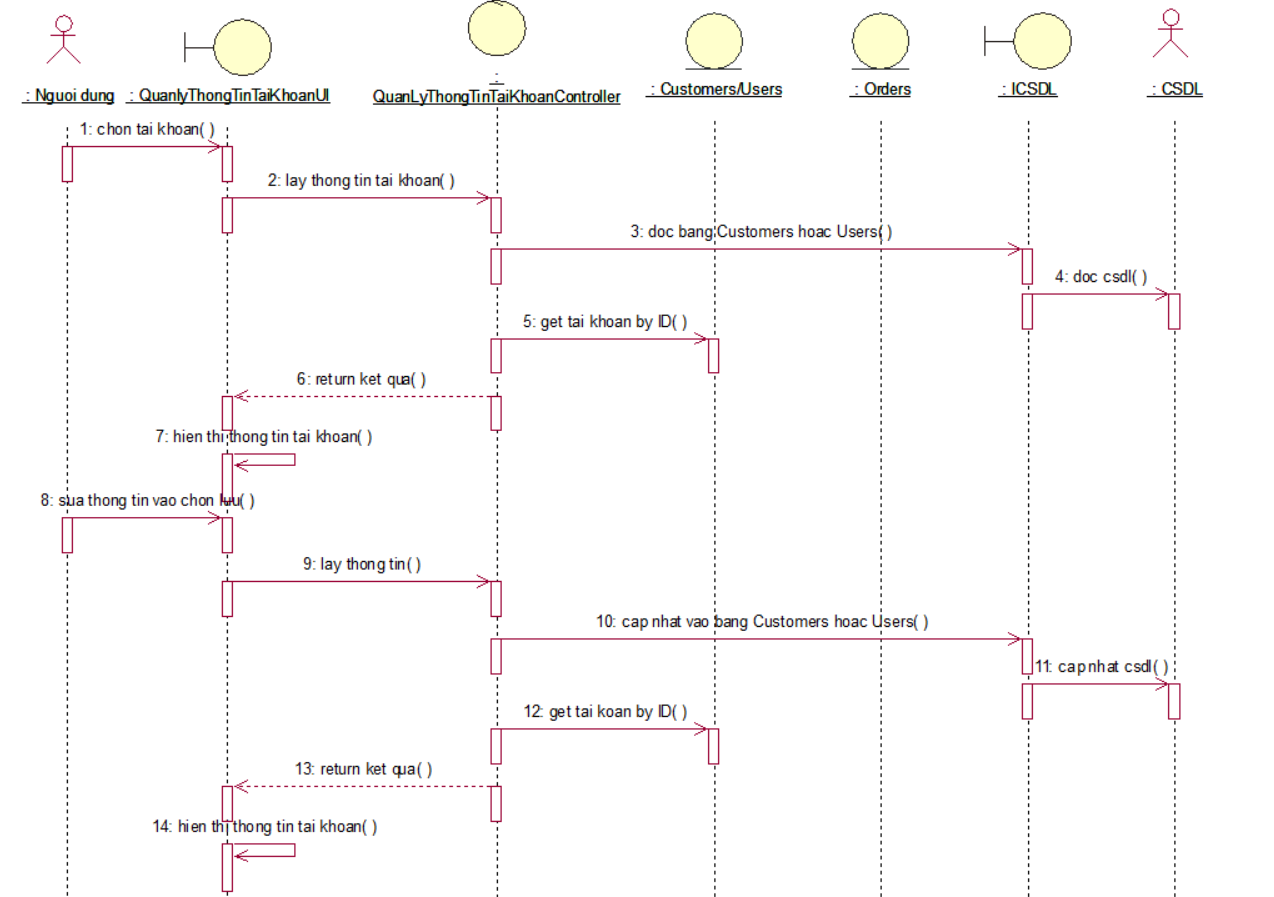 : Nguoi dung
: QuanlyThongTinTaiKhoanUI
:
QuanLyThongTinTaiKhoanController
: Customers/Users
: Orders
: ICSDL
: CSDL
1: chon tai khoan( )
2: lay thong tin tai khoan( )
3: doc bang Customers hoac Users( )
4: doc csdl( )
5: get tai khoan by ID( )
6: return ket qua( )
7: hien thi thong tin tai khoan( )
8: sua thong tin vao chon luu( )
9: lay thong tin( )
10: cap nhat vao bang Customers hoac Users( )
11: cap nhat csdl( )
12: get tai koan by ID( )
13: return ket qua( )
14: hien thi thong tin tai khoan( )